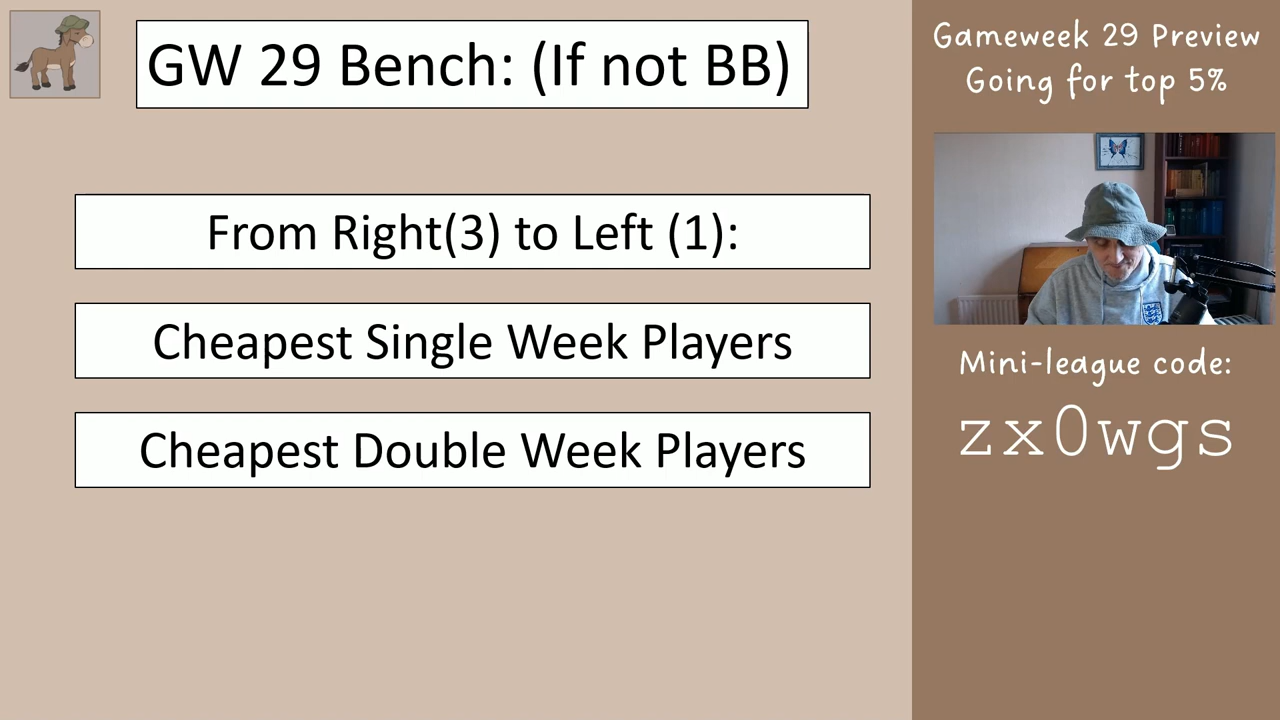 GW 29 Bench: (If not BB)
From Right(3) to Left (1):
Cheapest Single Week Players
Cheapest Double Week Players
Gameweek 29 Preview
Going for top 5%
Mini-league code:
zx0wgs